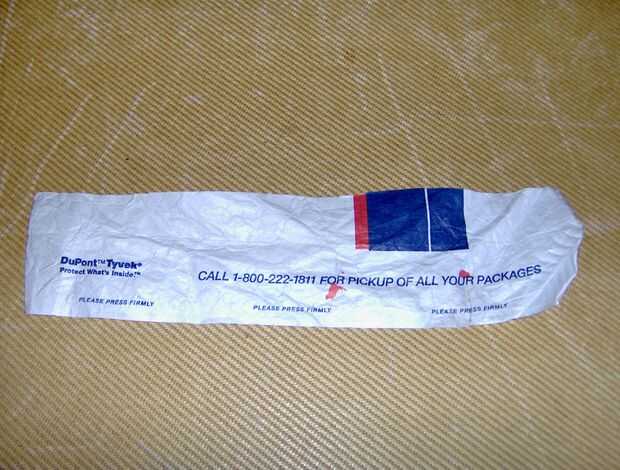 DuPont™ Tyvek®
Protect What's Inside.™
CALL 1-800-222-1811 FOR PICKUP OF ALL YOUR PACKAGES
PLEASE PRESS FIRMLY
PLEASE PRESS FIRMLY
PLEASE PRESS FIRMLY